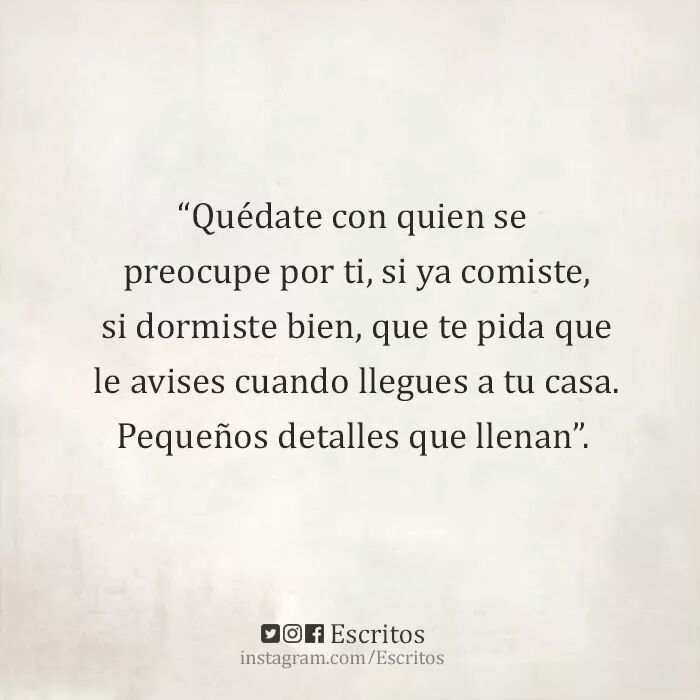 “Quédate con quien se
preocupe por ti, si ya comiste,
si dormiste bien, que te pida que
le avises cuando llegues a tu casa.
Pequeños detalles que llenan”.
Escritos
instagram.com/Escritos